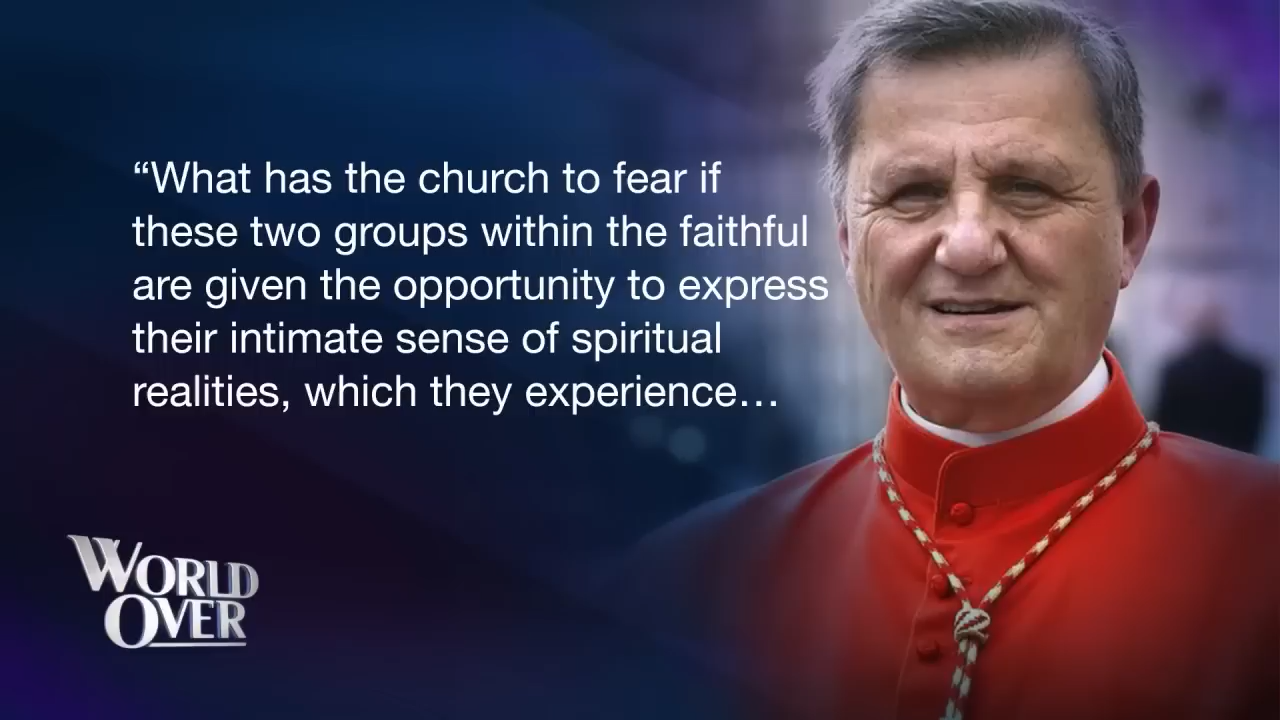 “What has the church to fear if
these two groups within the faithful
are given the opportunity to express
their intimate sense of spiritual
realities, which they experience…
WORLD
OVER